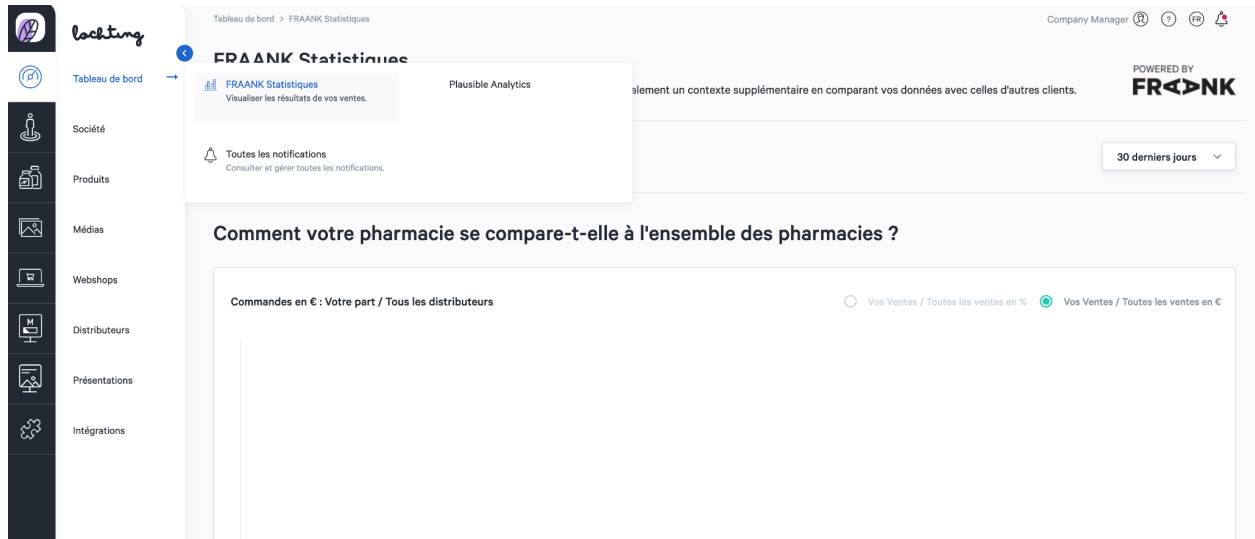 lochting
Tableau de bord > FRAANK Statistiques
Company Manager ? FR
FRAANK Statistiques
POWERED BY
FRAANK
alement un contexte supplémentaire en comparant vos données avec celles d'autres clients.
Tableau de bord →
Société
Produits
Médias
Webshops
M
Distributeurs
Présentations
Intégrations
FRAANK Statistiques
Visualiser les résultats de vos ventes.
Plausible Analytics
Toutes les notifications
Consulter et gérer toutes les notifications.
30 derniers jours
Comment votre pharmacie se compare-t-elle à l'ensemble des pharmacies ?
Commandes en € : Votre part / Tous les distributeurs
Vos Ventes / Toutes les ventes en %
Vos Ventes / Toutes les ventes en €